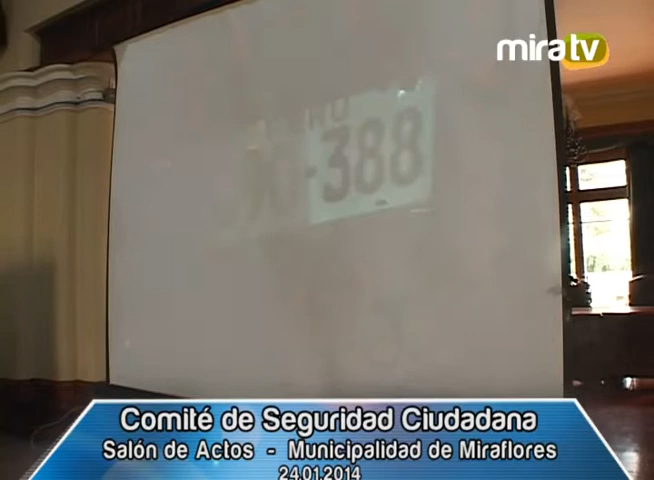 miratv
388
Comité de Seguridad Ciudadana
Salón de Actos - Municipalidad de Miraflores
24.01.2014